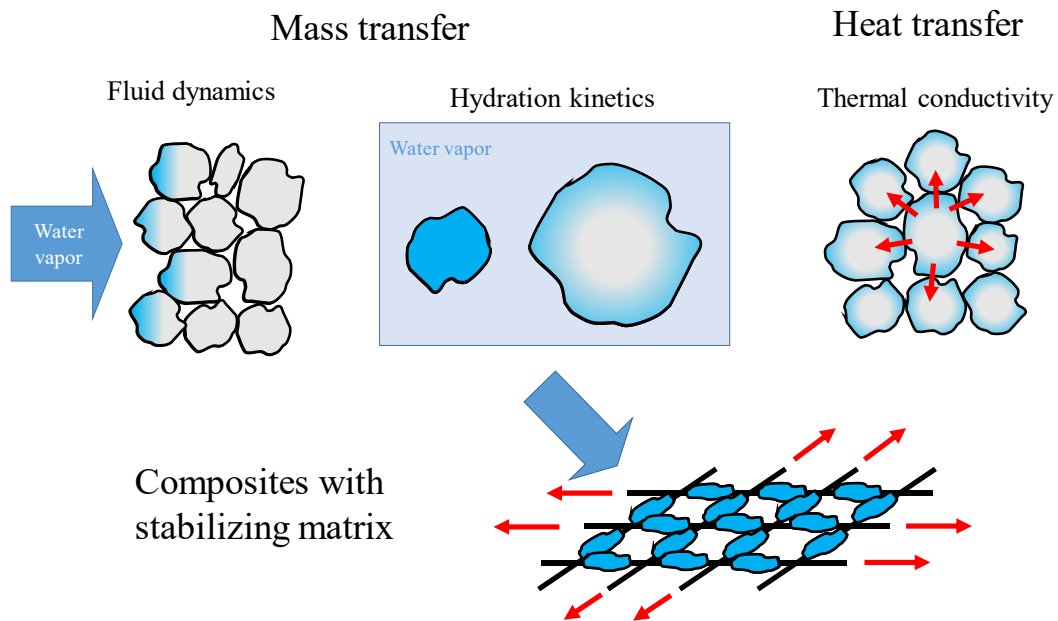 Mass transfer
Heat transfer
Fluid dynamics
Hydration kinetics
Thermal conductivity
Water vapor
Water
vapor
Composites with
stabilizing matrix